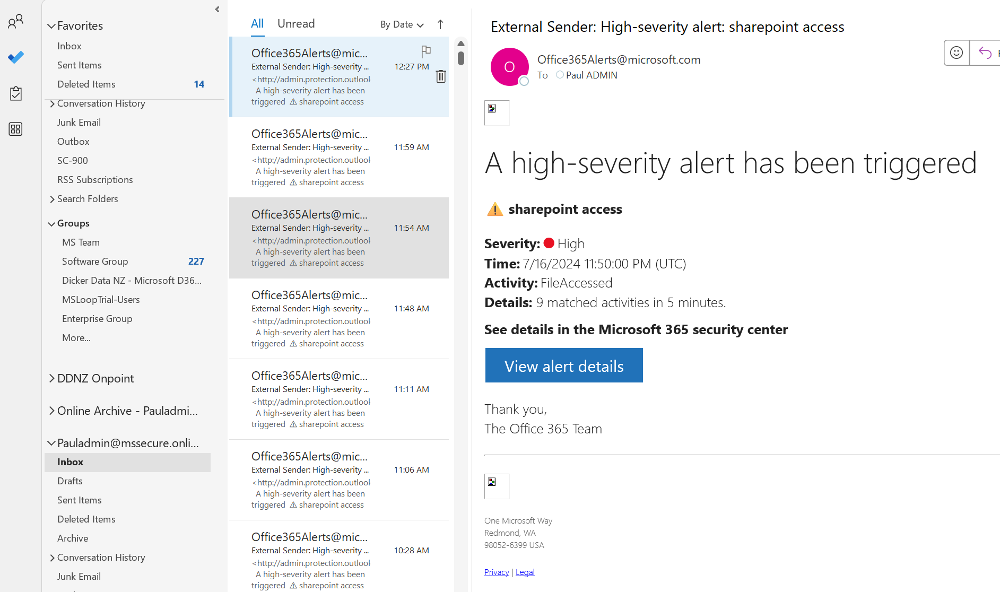 Favorites
Inbox
Sent Items
Deleted Items 14
Conversation History
Junk Email
Outbox
SC-900
RSS Subscriptions
Search Folders
Groups
MS Team
Software Group 227
Dicker Data NZ - Microsoft D36...
MSLoopTrial-Users
Enterprise Group
More...
DDNZ Onpoint
Online Archive - Pauladmi...
Pauladmin@mssecure.onli...
Inbox
Drafts
Sent Items
Deleted Items
Archive
Conversation History
Junk Email
All Unread By Date
Office365Alerts@mic...
External Sender: High-severity ... 12:27 PM
<http://admin.protection.outlook
A high-severity alert has been
triggered ⚠ sharepoint access
Office365Alerts@mic...
External Sender: High-severity ... 11:59 AM
<http://admin.protection.outlook
A high-severity alert has been
triggered ⚠ sharepoint access
Office365Alerts@mic...
External Sender: High-severity ... 11:54 AM
<http://admin.protection.outlook
A high-severity alert has been
triggered ⚠ sharepoint access
Office365Alerts@mic...
External Sender: High-severity ... 11:48 AM
<http://admin.protection.outlook
A high-severity alert has been
triggered ⚠ sharepoint access
Office365Alerts@mic...
External Sender: High-severity ... 11:11 AM
<http://admin.protection.outlook
A high-severity alert has been
triggered ⚠ sharepoint access
Office365Alerts@mic...
External Sender: High-severity ... 11:06 AM
<http://admin.protection.outlook
A high-severity alert has been
triggered ⚠ sharepoint access
Office365Alerts@mic...
External Sender: High-severity ... 10:28 AM
<http://admin.protection.outlook
A high-severity alert has been
triggered ⚠ sharepoint access
External Sender: High-severity alert: sharepoint access
O
Office365Alerts@microsoft.com
To Paul ADMIN
A high-severity alert has been triggered
⚠ sharepoint access
Severity: High
Time: 7/16/2024 11:50:00 PM (UTC)
Activity: FileAccessed
Details: 9 matched activities in 5 minutes.
See details in the Microsoft 365 security center
View alert details
Thank you,
The Office 365 Team
One Microsoft Way
Redmond, WA
98052-6399 USA
Privacy | Legal